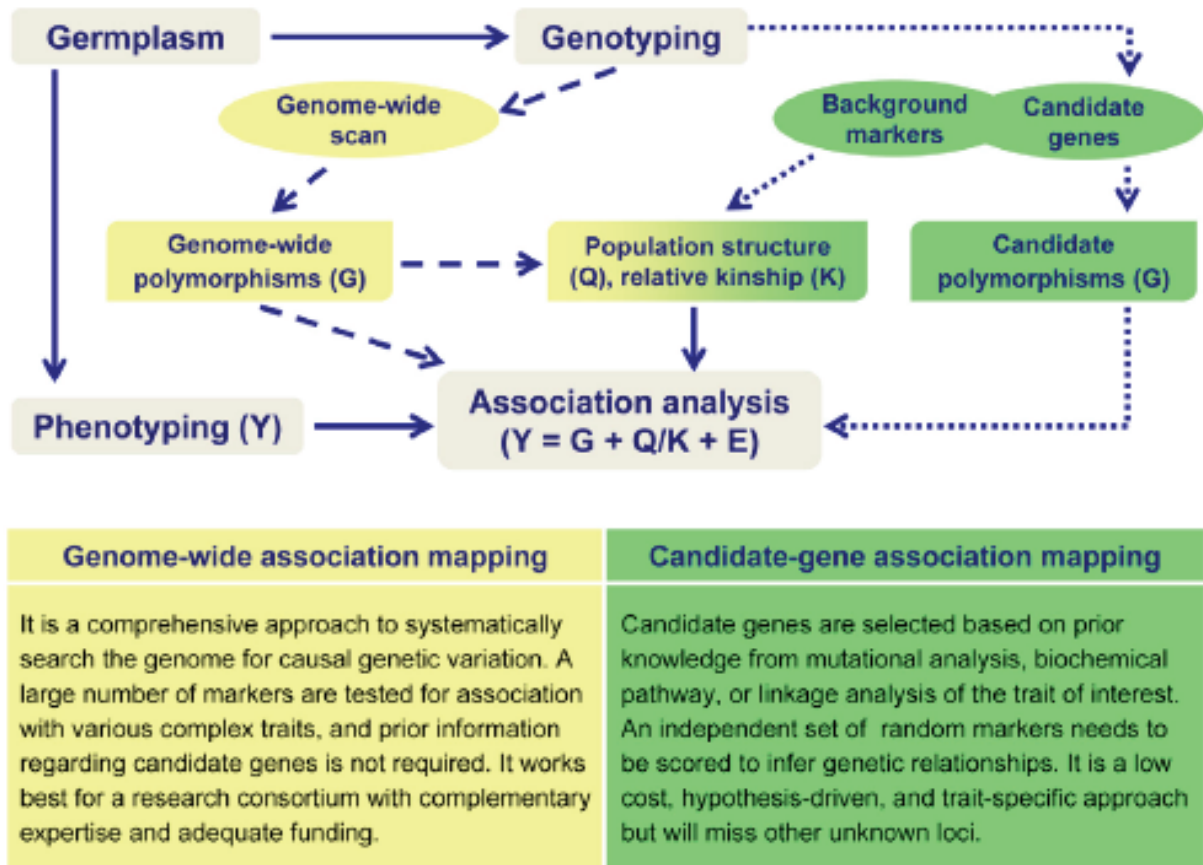 Germplasm
Genotyping
Genome-wide
scan
Background
markers
Candidate
genes
Genome-wide
polymorphisms (G)
Population structure
(Q), relative kinship (K)
Candidate
polymorphisms (G)
Phenotyping (Y)
Association analysis
(Y = G + Q/K + E)
Genome-wide association mapping
It is a comprehensive approach to systematically
search the genome for causal genetic variation. A
large number of markers are tested for association
with various complex traits, and prior information
regarding candidate genes is not required. It works
best for a research consortium with complementary
expertise and adequate funding.
Candidate-gene association mapping
Candidate genes are selected based on prior
knowledge from mutational analysis, biochemical
pathway, or linkage analysis of the trait of interest.
An independent set of random markers needs to
be scored to infer genetic relationships. It is a low
cost, hypothesis-driven, and trait-specific approach
but will miss other unknown loci.